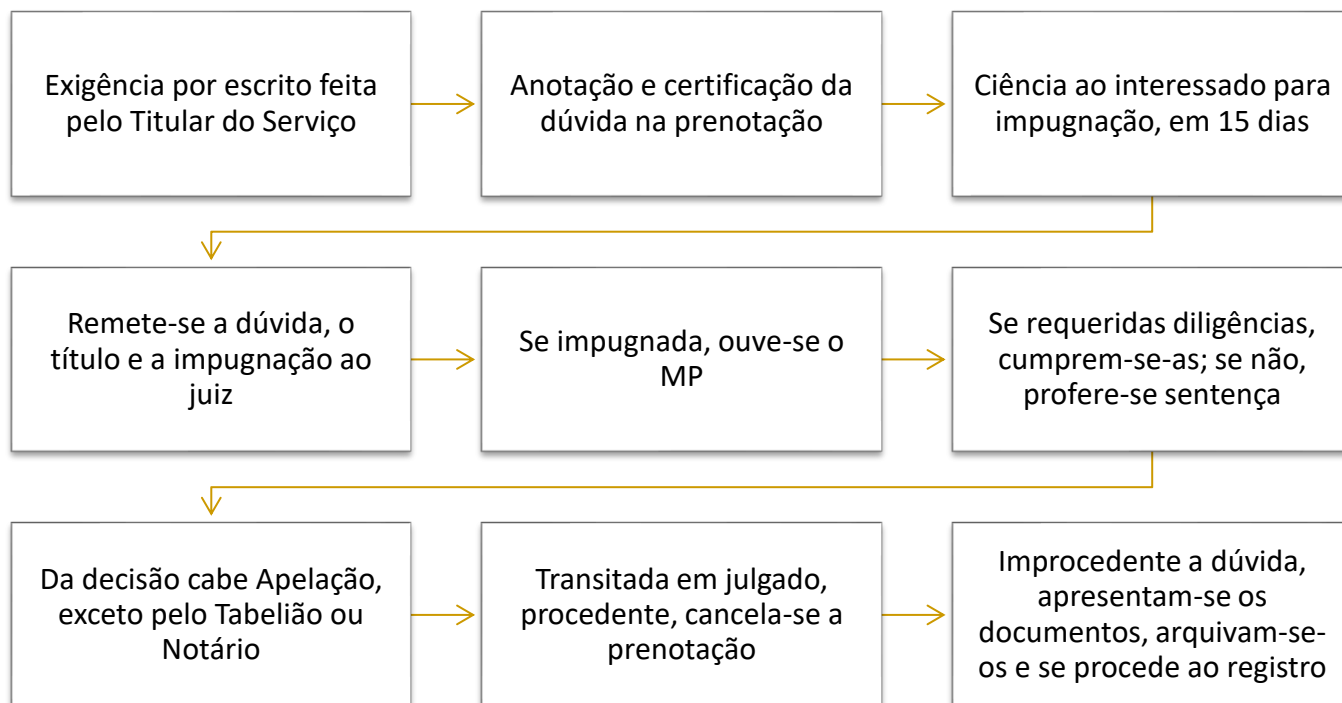 Exigência por escrito feita
pelo Titular do Serviço
Anotação e certificação da
dúvida na prenotação
Ciência ao interessado para
impugnação, em 15 dias
Remete-se a dúvida, o
título e a impugnação ao
juiz
Se impugnada, ouve-se o
MP
Se requeridas diligências,
cumprem-se-as; se não,
profere-se sentença
Da decisão cabe Apelação,
exceto pelo Tabelião ou
Notário
Transitada em julgado,
procedente, cancela-se a
prenotação
Improcedente a dúvida,
apresentam-se os
documentos, arquivam-se-
os e se procede ao registro